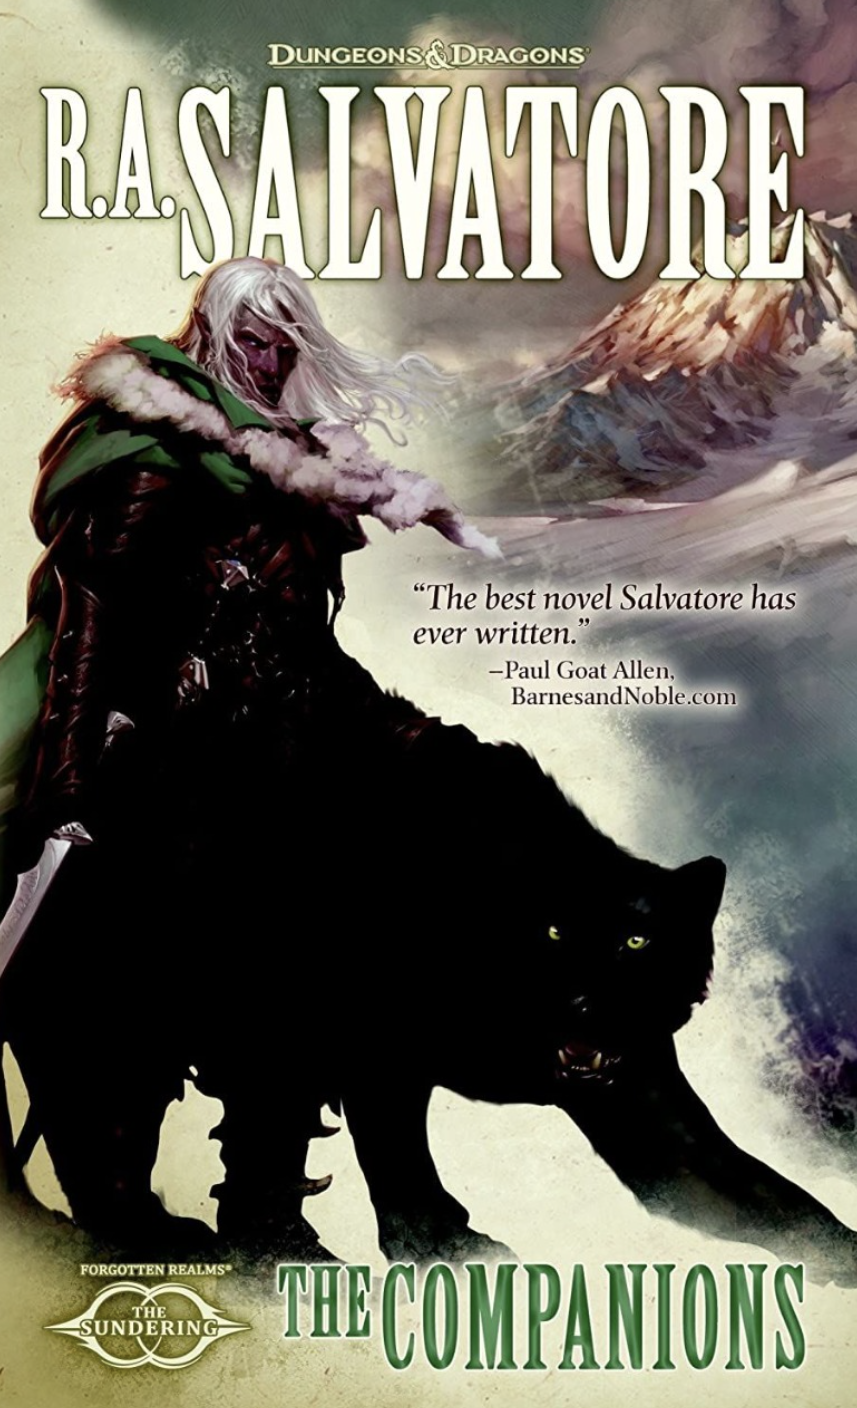 DUNGEONS & DRAGONS®
R.A. SALVATORE
“The best novel Salvatore has
ever written.”
–Paul Goat Allen,
BarnesandNoble.com
FORGOTTEN REALMS®
THE
SUNDERING
THE COMPANIONS